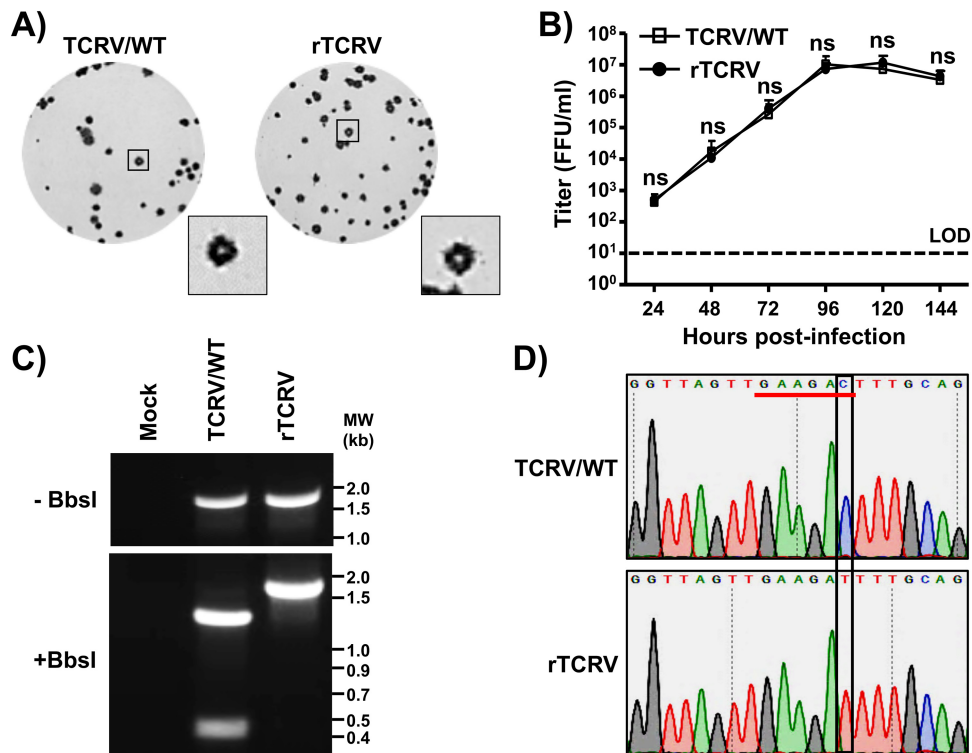 A)
TCRV/WT rTCRV
B)
TCRV/WT
rTCRV
Titer (FFU/ml)
10⁸
10⁷
10⁶
10⁵
10⁴
10³
10²
10¹
10⁰
ns ns ns ns ns ns
LOD
24 48 72 96 120 144
Hours post-infection
C)
Mock TCRV/WT rTCRV
MW
(kb)
- BbsI
2.0
1.5
1.0
+BbsI
2.0
1.5
1.0
0.9
0.7
0.5
0.4
D)
TCRV/WT
G G T T A G T T G A A G A C T T T G C A G
rTCRV
G G T T A G T T G A A G A T T T T G C A G